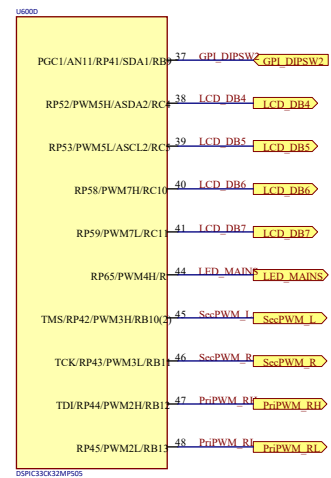 U600D
PGC1/AN11/RP41/SDA1/RB9 37 GPI_DIPSW2 GPI_DIPSW2
RP52/PWM5H/ASDA2/RC4 38 LCD_DB4 LCD_DB4
RP53/PWM5L/ASCL2/RC5 39 LCD_DB5 LCD_DB5
RP58/PWM7H/RC10 40 LCD_DB6 LCD_DB6
RP59/PWM7L/RC11 41 LCD_DB7 LCD_DB7
RP65/PWM4H/R 44 LED_MAINS LED_MAINS
TMS/RP42/PWM3H/RB10(2) 45 SecPWM_L SecPWM_L
TCK/RP43/PWM3L/RB11 46 SecPWM_R SecPWM_R
TDI/RP44/PWM2H/RB12 47 PriPWM_RH PriPWM_RH
RP45/PWM2L/RB13 48 PriPWM_RL PriPWM_RL
DSPIC33CK32MP505